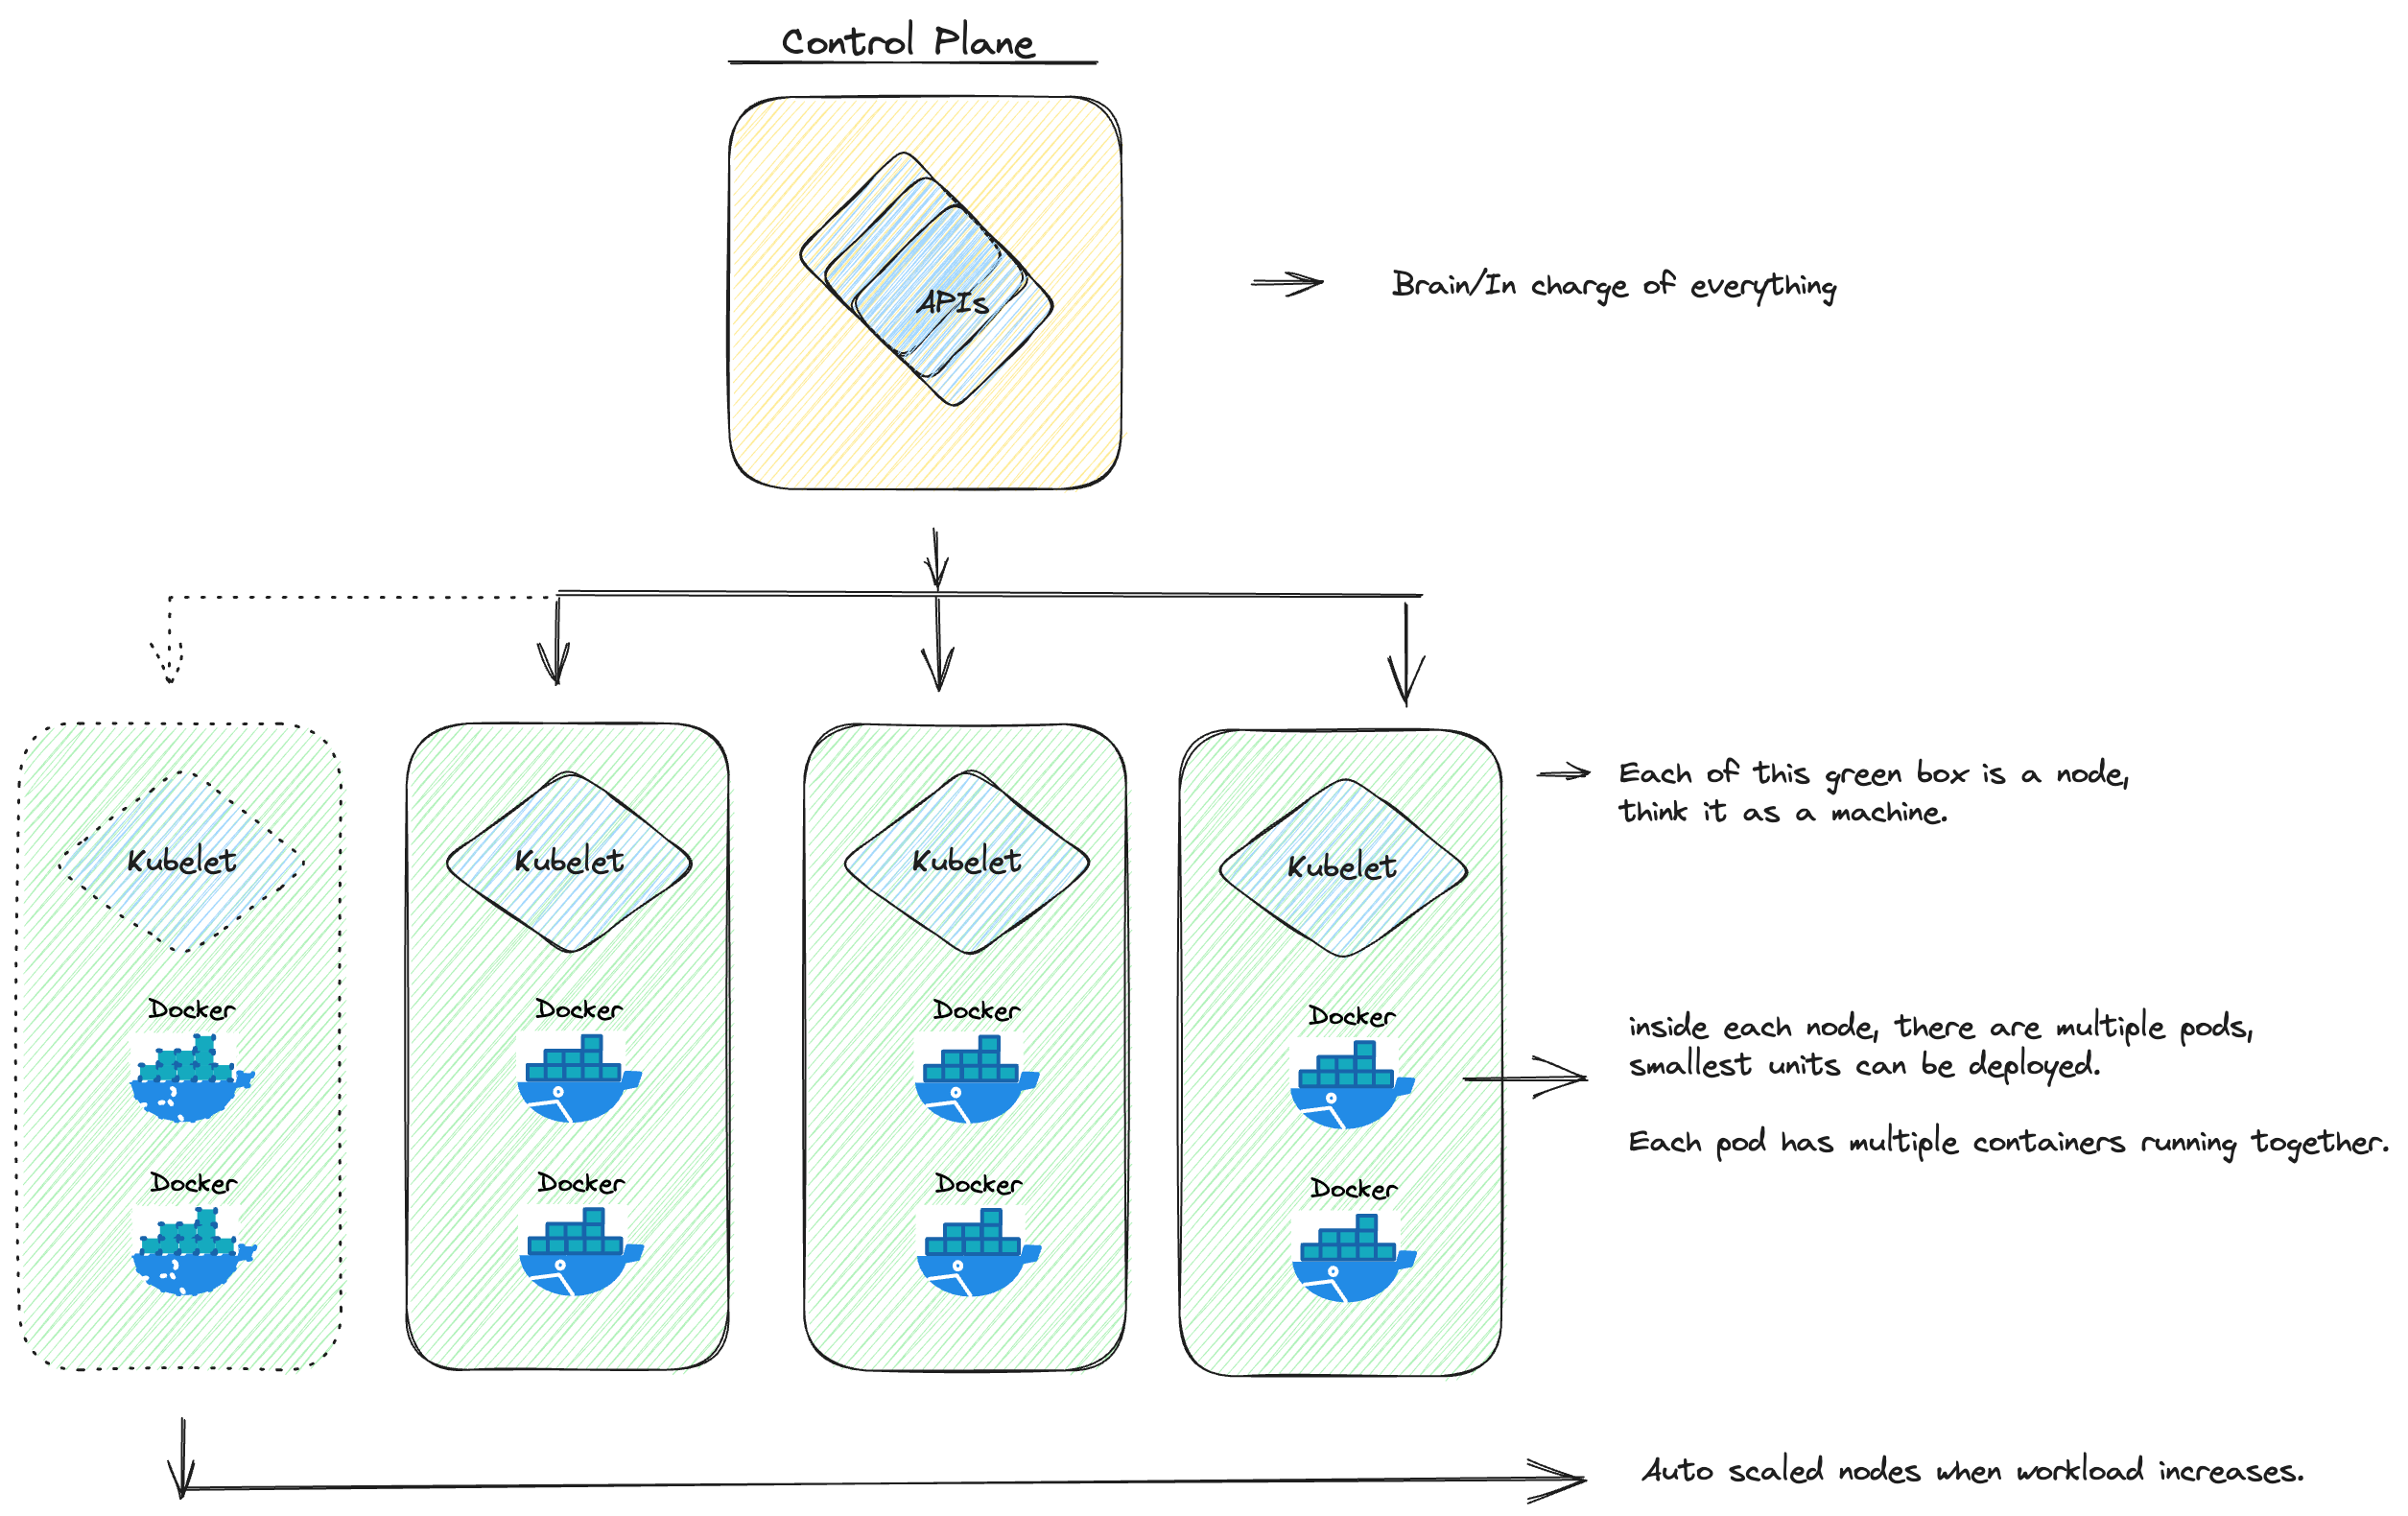 Control Plane
APIs
Brain/In charge of everything
Kubelet
Kubelet
Kubelet
Kubelet
Each of this green box is a node,
think it as a machine.
Docker
Docker
Docker
Docker
inside each node, there are multiple pods,
smallest units can be deployed.
Each pod has multiple containers running together.
Docker
Docker
Docker
Docker
Auto scaled nodes when workload increases.